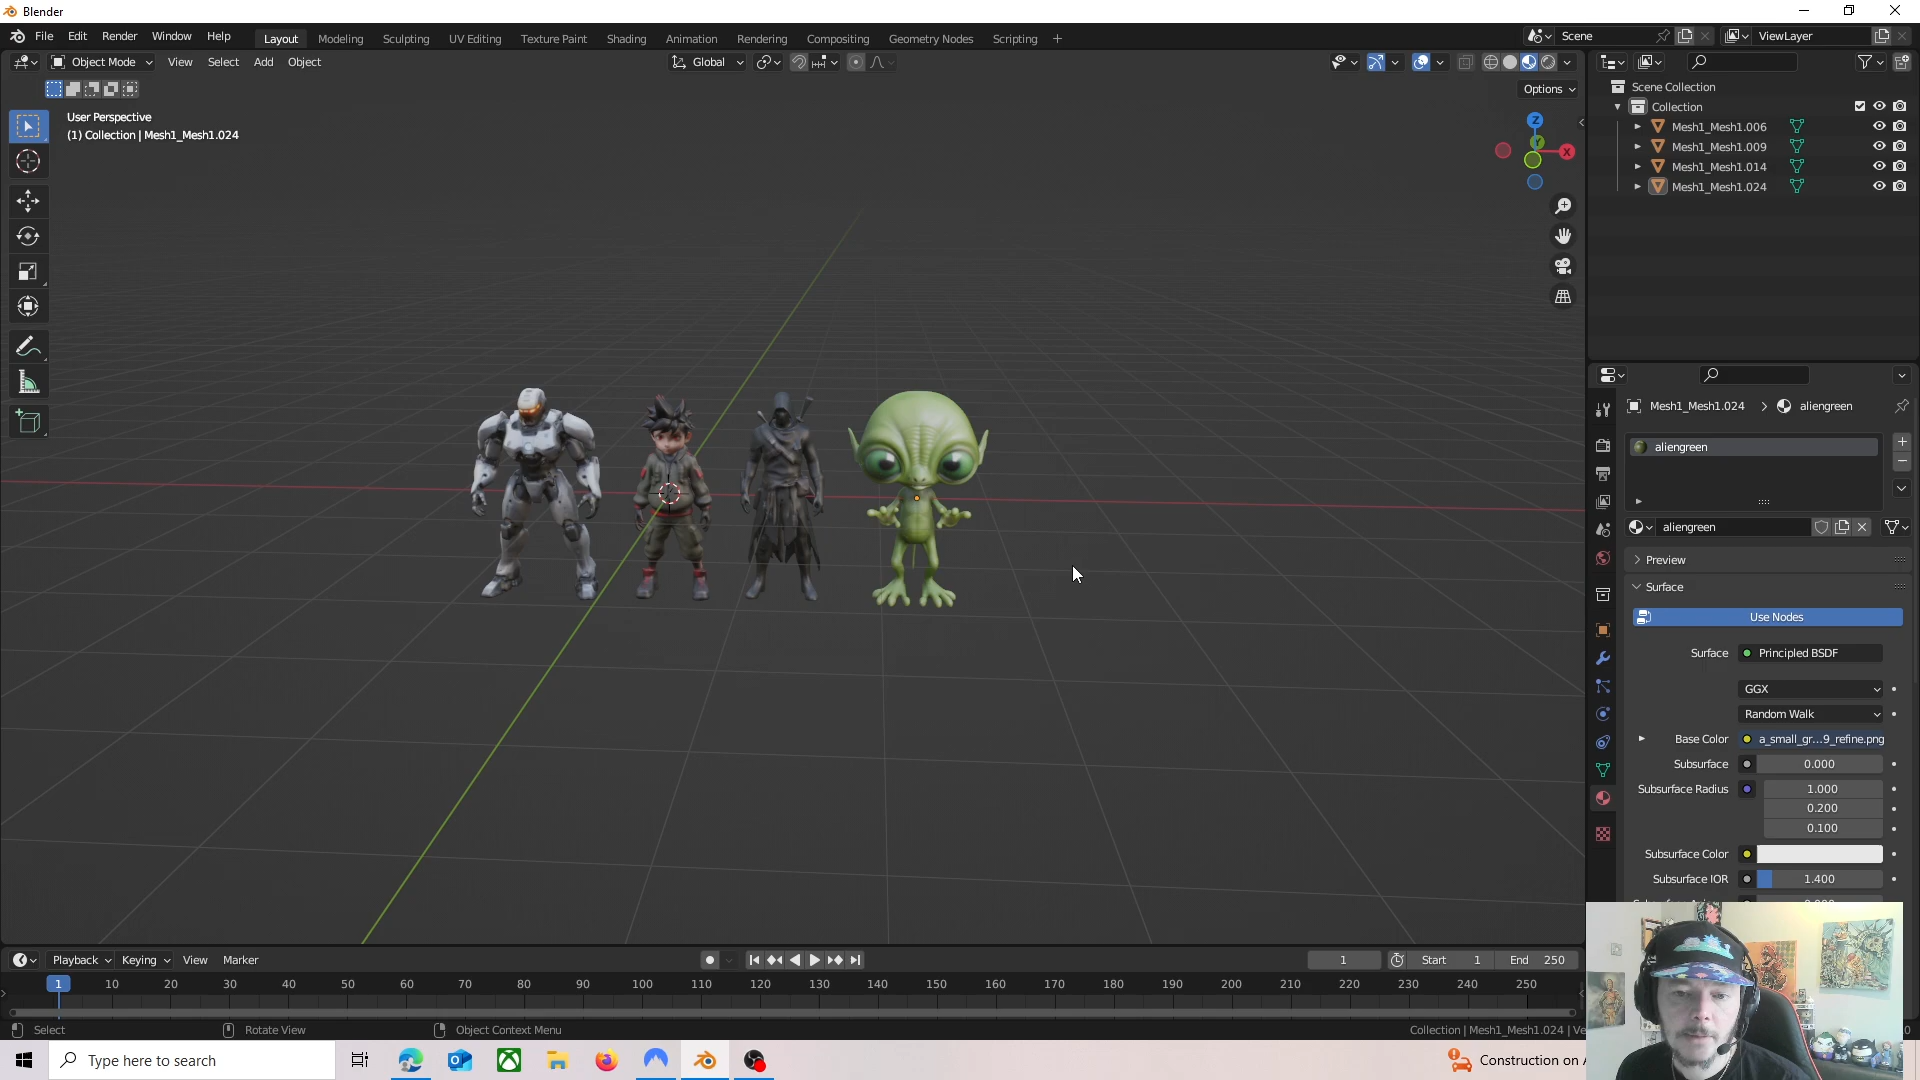 Blender
File Edit Render Window Help
Layout Modeling Sculpting UV Editing Texture Paint Shading Animation Rendering Compositing Geometry Nodes Scripting +
Scene
ViewLayer
Object Mode View Select Add Object
Global
Options
User Perspective
(1) Collection | Mesh1_Mesh1.024
Z
Y
X
Scene Collection
Collection
Mesh1_Mesh1.006
Mesh1_Mesh1.009
Mesh1_Mesh1.014
Mesh1_Mesh1.024
Mesh1_Mesh1.024 > aliengreen
aliengreen
aliengreen
Preview
Surface
Use Nodes
Surface Principled BSDF
GGX
Random Walk
Base Color a_small_gr...9_refine.png
Subsurface 0.000
Subsurface Radius 1.000
0.200
0.100
Subsurface Color
Subsurface IOR 1.400
Playback Keying View Marker
1 Start 1 End 250
1 10 20 30 40 50 60 70 80 90 100 110 120 130 140 150 160 170 180 190 200 210 220 230 240 250
Select Rotate View Object Context Menu
Collection | Mesh1_Mesh1.024 | Ve
Type here to search
Construction on